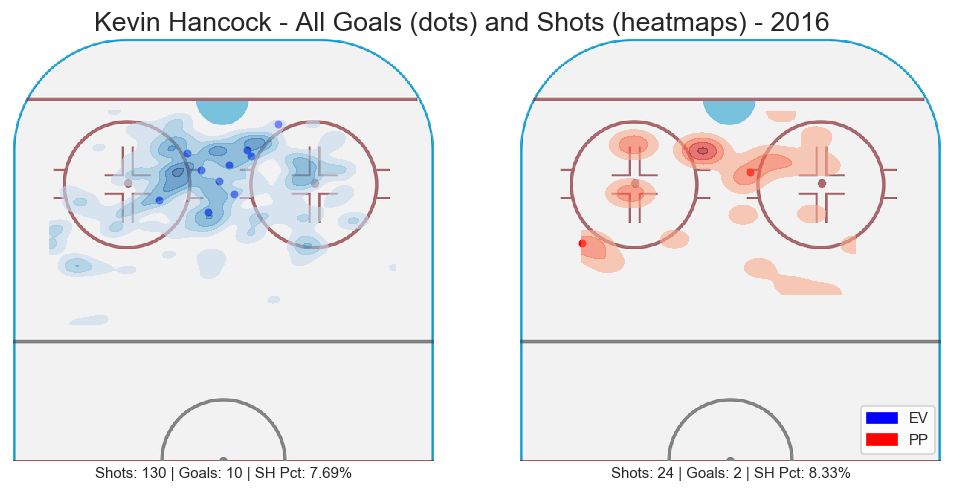 Kevin Hancock - All Goals (dots) and Shots (heatmaps) - 2016
EV
PP
Shots: 130 | Goals: 10 | SH Pct: 7.69%
Shots: 24 | Goals: 2 | SH Pct: 8.33%